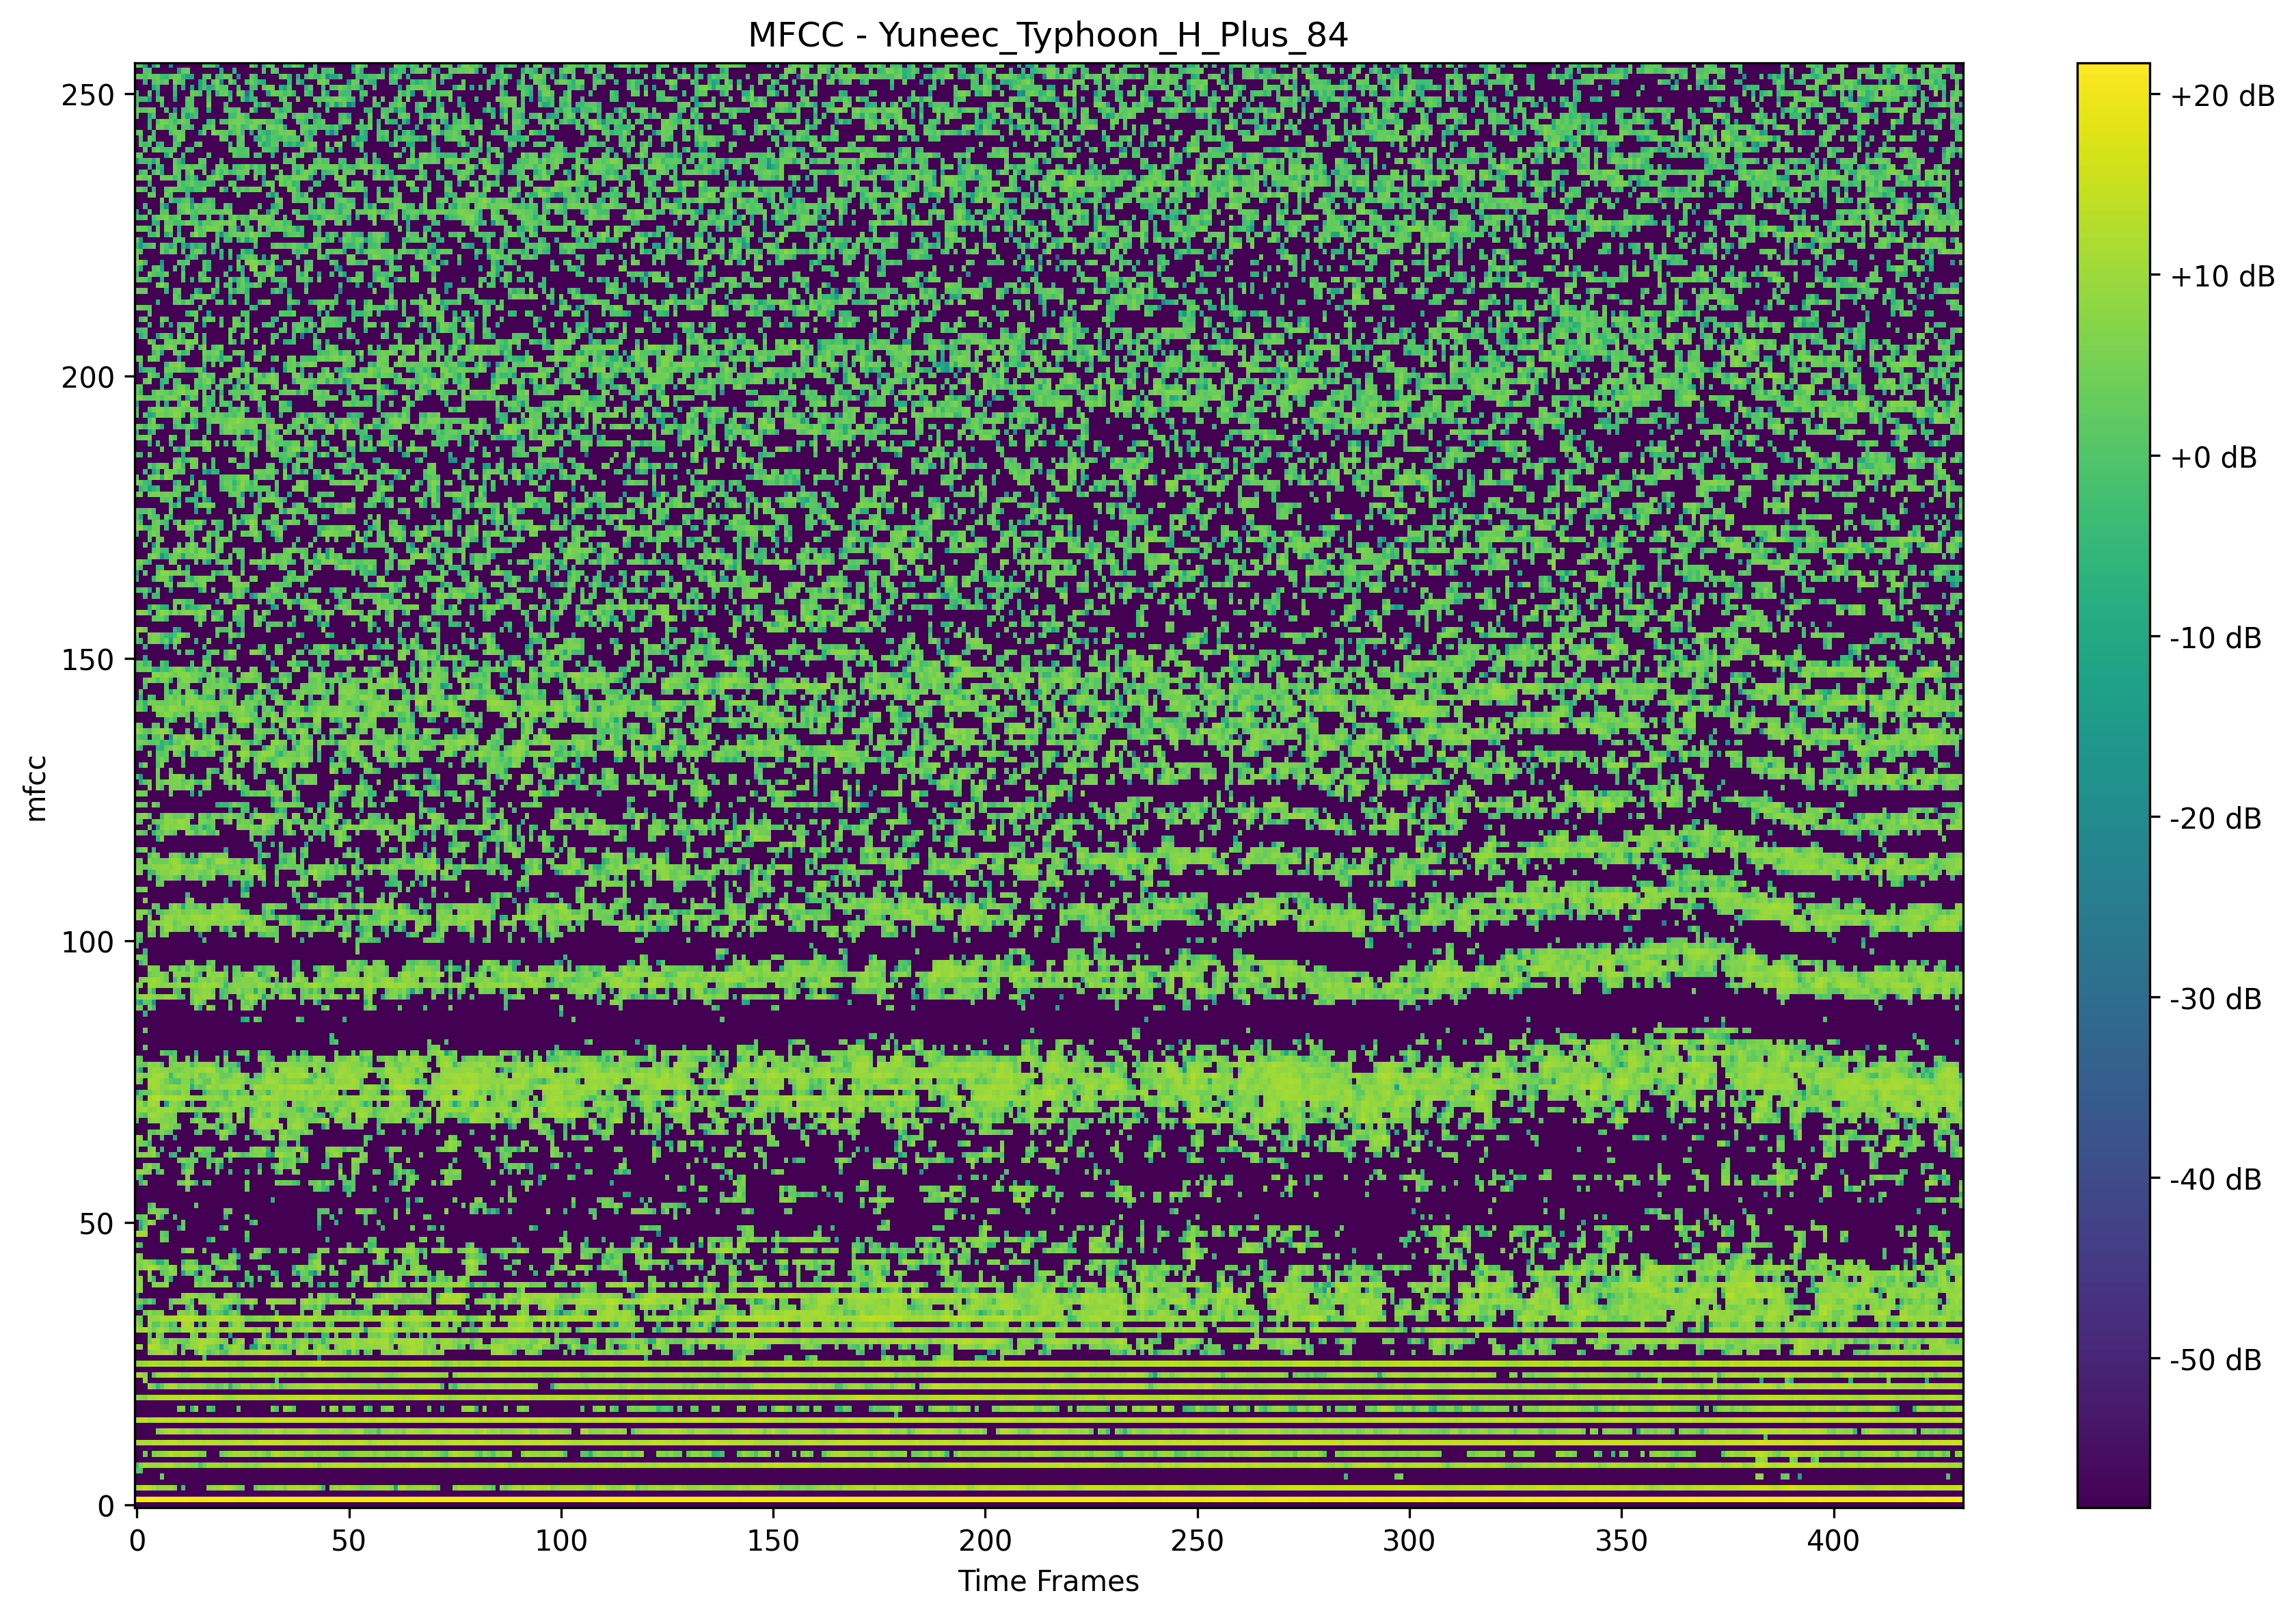 MFCC - Yuneec_Typhoon_H_Plus_84
250
200
150
100
50
0
mfcc
0 50 100 150 200 250 300 350 400
Time Frames
+20 dB
+10 dB
+0 dB
-10 dB
-20 dB
-30 dB
-40 dB
-50 dB